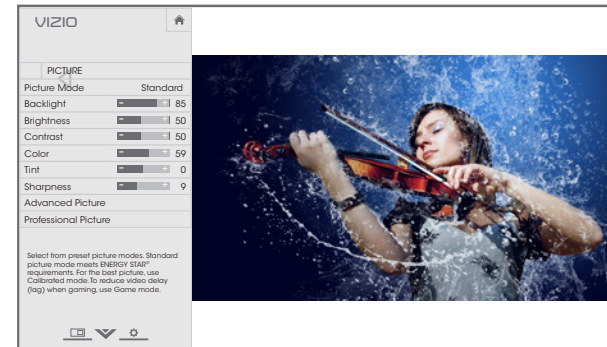 VIZIO
PICTURE
Picture Mode Standard
Backlight 85
Brightness 50
Contrast 50
Color 59
Tint 0
Sharpness 9
Advanced Picture
Professional Picture
Select from preset picture modes. Standard
picture mode meets ENERGY STAR®
requirements. For the best picture, use
Calibrated mode. To reduce video delay
(lag) when gaming, use Game mode.